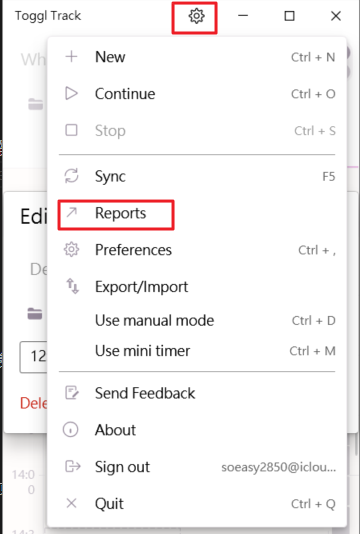 Toggl Track
Wh
New Ctrl + N
Continue Ctrl + O
Stop Ctrl + S
Sync F5
Edi
Reports
Preferences Ctrl + ,
De
Export/Import
Use manual mode Ctrl + D
12
Use mini timer Ctrl + M
Send Feedback
Dele
About
Sign out soeasy2850@iclou...
14:0
0
Quit Ctrl + Q